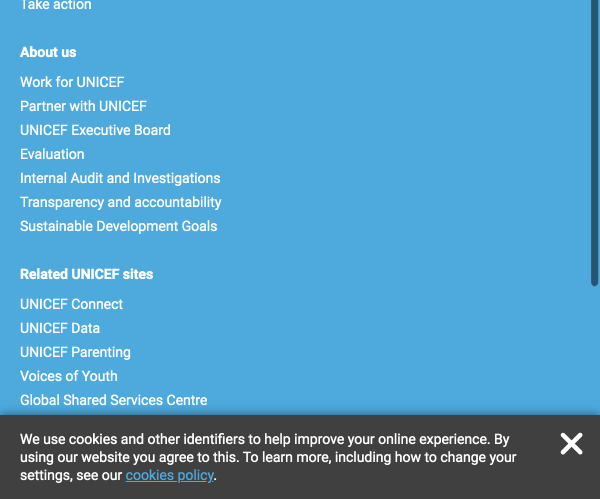 Take action
About us
Work for UNICEF
Partner with UNICEF
UNICEF Executive Board
Evaluation
Internal Audit and Investigations
Transparency and accountability
Sustainable Development Goals
Related UNICEF sites
UNICEF Connect
UNICEF Data
UNICEF Parenting
Voices of Youth
Global Shared Services Centre
We use cookies and other identifiers to help improve your online experience. By
using our website you agree to this. To learn more, including how to change your
settings, see our cookies policy.